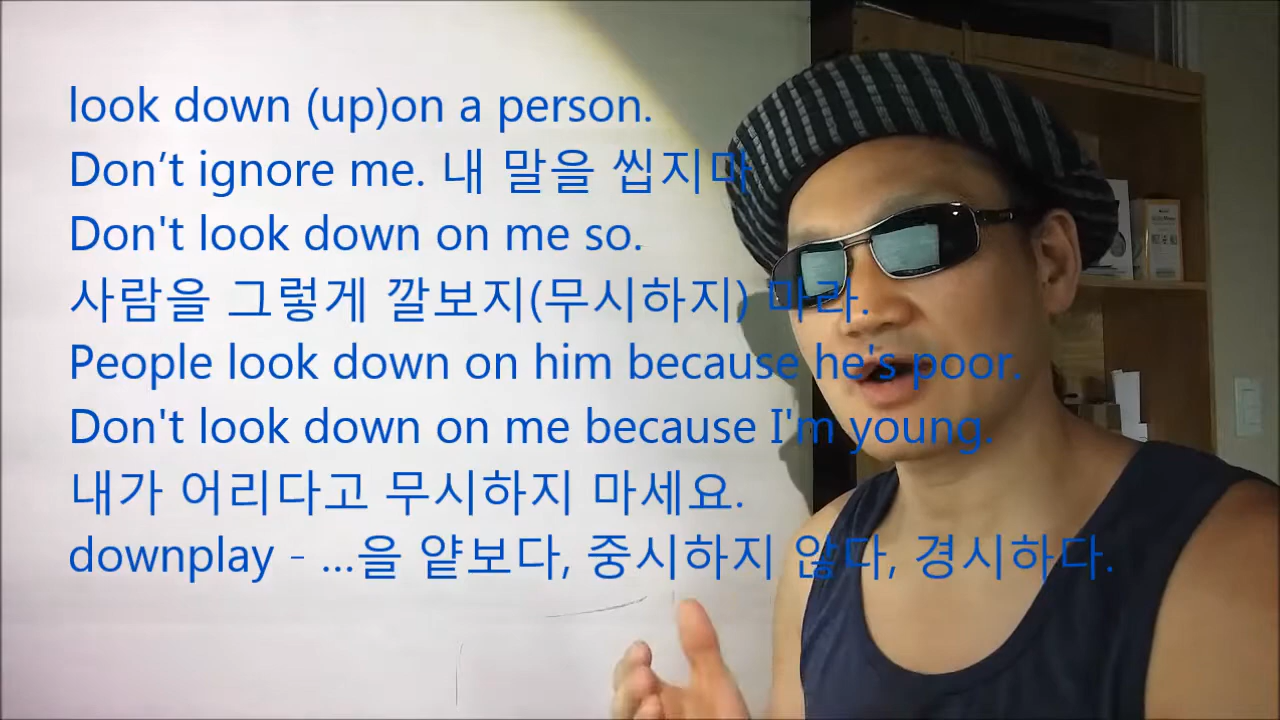 look down (up)on a person.
Don’t ignore me. 내 말을 씹지마
Don't look down on me so.
사람을 그렇게 깔보지(무시하지) 마라.
People look down on him because he's poor.
Don't look down on me because I'm young.
내가 어리다고 무시하지 마세요.
downplay - ...을 얕보다, 중시하지 않다, 경시하다.